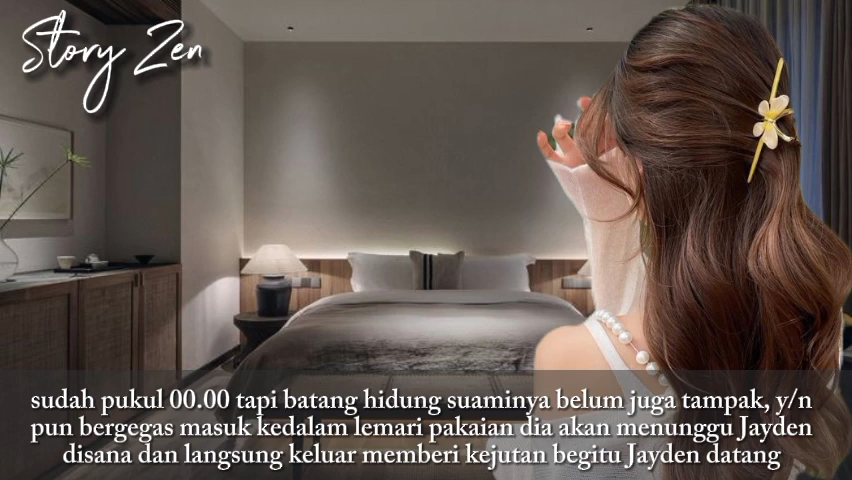 Story Zen
sudah pukul 00.00 tapi batang hidung suaminya belum juga tampak, y/n
pun bergegas masuk kedalam lemari pakaian dia akan menunggu Jayden
disana dan langsung keluar memberi kejutan begitu Jayden datang